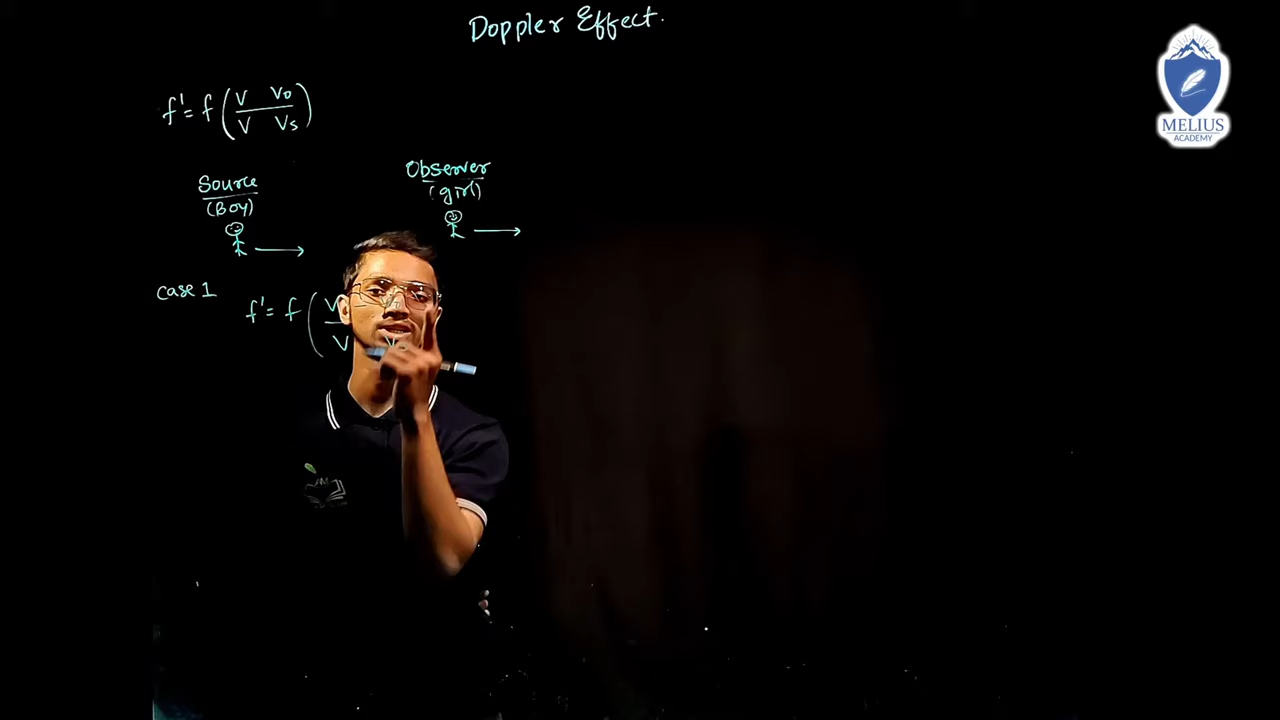 Doppler Effect.
MELIUS
ACADEMY
f' = f (V Vo / V Vs)
Source
(Boy)
Observer
(girl)
case 1
f' = f (V
V